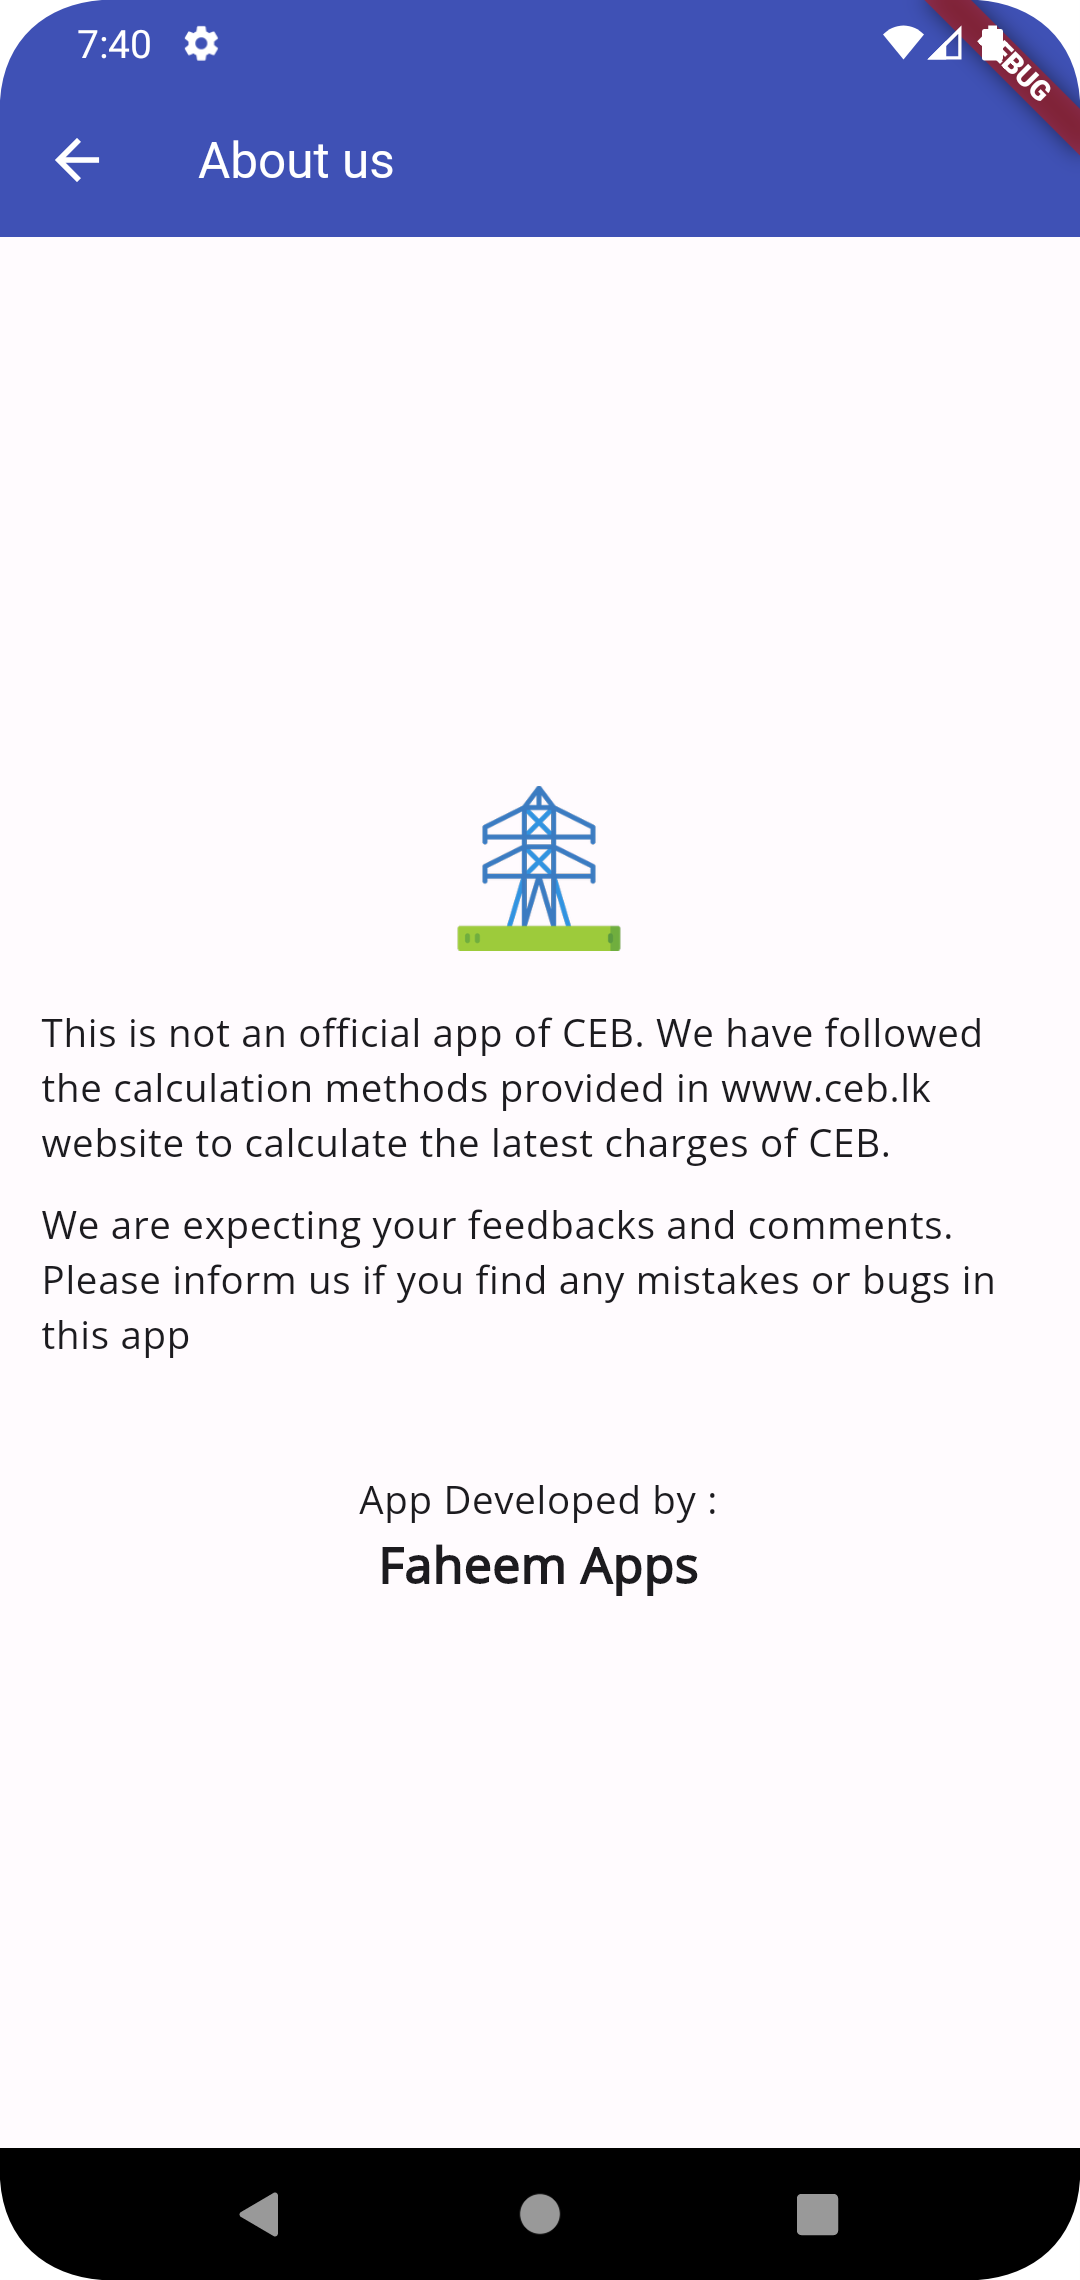 7:40
EBUG
About us
This is not an official app of CEB. We have followed
the calculation methods provided in www.ceb.lk
website to calculate the latest charges of CEB.
We are expecting your feedbacks and comments.
Please inform us if you find any mistakes or bugs in
this app
App Developed by :
Faheem Apps